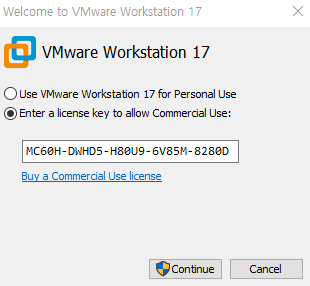 Welcome to VMware Workstation 17
VMware Workstation 17
Use VMware Workstation 17 for Personal Use
Enter a license key to allow Commercial Use:
MC60H-DWHD5-H80U9-6V85M-8280D
Buy a Commercial Use license
Continue
Cancel